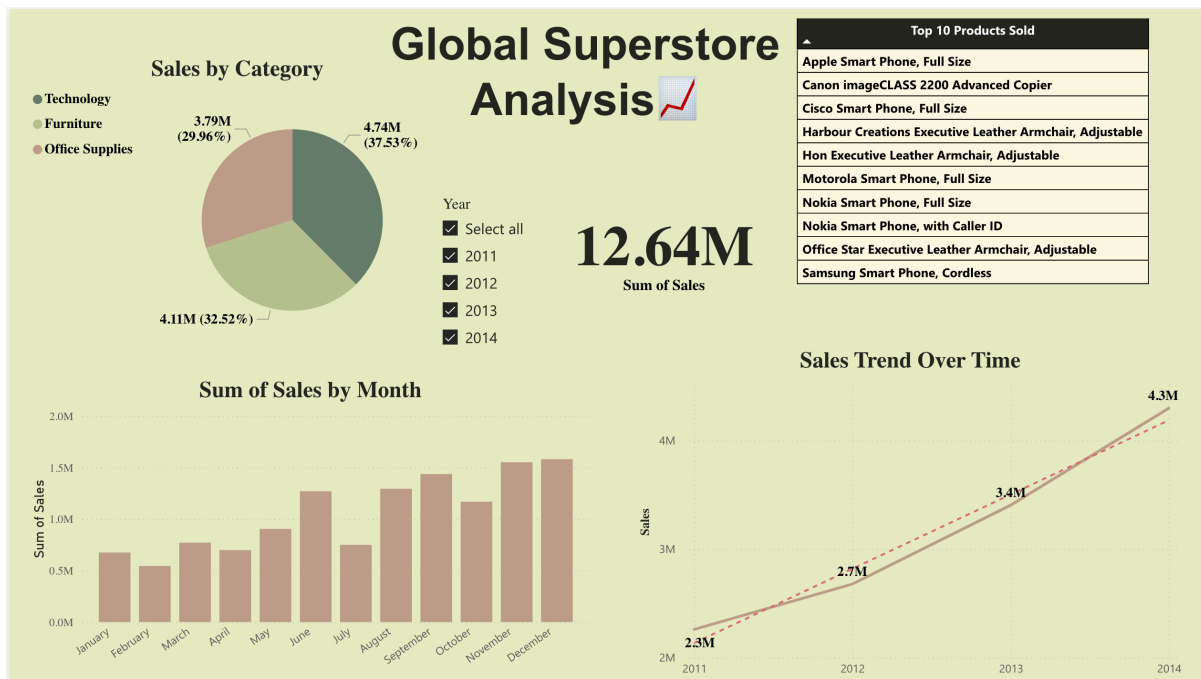 Global Superstore
Analysis
Sales by Category
Technology
Furniture
Office Supplies
3.79M
(29.96%)
4.74M
(37.53%)
4.11M (32.52%)
Year
Select all
2011
2012
2013
2014
12.64M
Sum of Sales
Top 10 Products Sold
Apple Smart Phone, Full Size
Canon imageCLASS 2200 Advanced Copier
Cisco Smart Phone, Full Size
Harbour Creations Executive Leather Armchair, Adjustable
Hon Executive Leather Armchair, Adjustable
Motorola Smart Phone, Full Size
Nokia Smart Phone, Full Size
Nokia Smart Phone, with Caller ID
Office Star Executive Leather Armchair, Adjustable
Samsung Smart Phone, Cordless
Sum of Sales by Month
Sum of Sales
2.0M
1.5M
1.0M
0.5M
0.0M
January
February
March
April
May
June
July
August
September
October
November
December
Sales Trend Over Time
Sales
4M
3M
2M
2.3M
2.7M
3.4M
4.3M
2011
2012
2013
2014